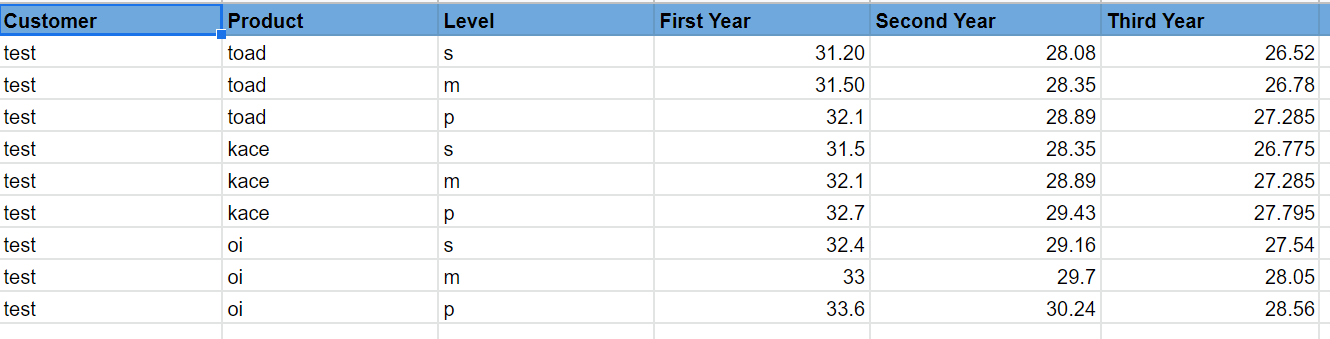 Customer Product Level First Year Second Year Third Year
test toad s 31.20 28.08 26.52
test toad m 31.50 28.35 26.78
test toad p 32.1 28.89 27.285
test kace s 31.5 28.35 26.775
test kace m 32.1 28.89 27.285
test kace p 32.7 29.43 27.795
test oi s 32.4 29.16 27.54
test oi m 33 29.7 28.05
test oi p 33.6 30.24 28.56